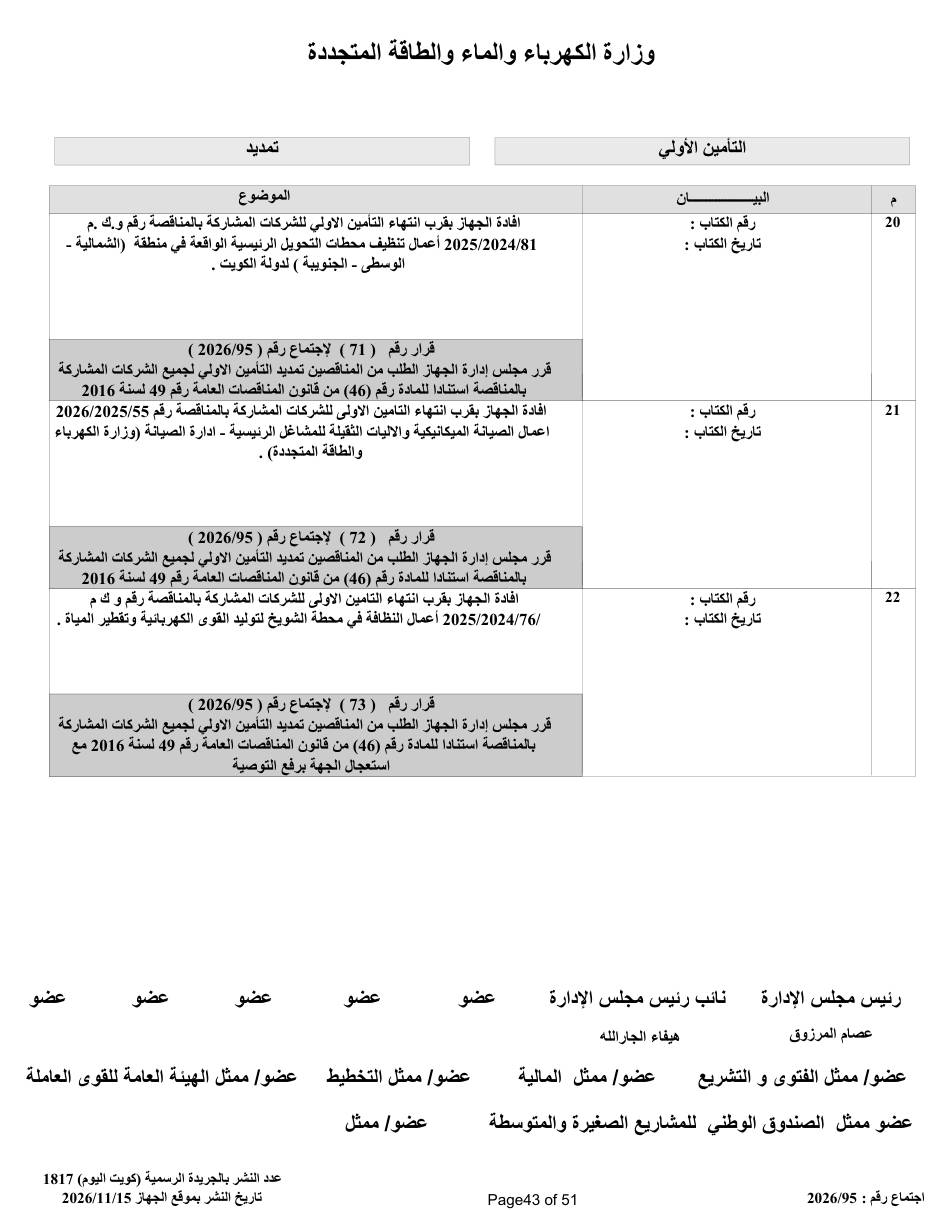 وزارة الكهرباء والماء والطاقة المتجددة
التأمين الأولي
تمديد
م
البيـــــــــــــــان
الموضوع
20
رقم الكتاب :
تاريخ الكتاب :
افادة الجهاز بقرب انتهاء التأمين الاولي للشركات المشاركة بالمناقصة رقم و.ك .م
2025/2024/81 أعمال تنظيف محطات التحويل الرئيسية الواقعة في منطقة (الشمالية -
الوسطى - الجنوبية ) لدولة الكويت .
قرار رقم ( 71 ) لإجتماع رقم ( 2026/95 )
قرر مجلس إدارة الجهاز الطلب من المناقصين تمديد التأمين الاولي لجميع الشركات المشاركة
بالمناقصة استنادا للمادة رقم (46) من قانون المناقصات العامة رقم 49 لسنة 2016
21
رقم الكتاب :
تاريخ الكتاب :
افادة الجهاز بقرب انتهاء التامين الاولى للشركات المشاركة بالمناقصة رقم 2026/2025/55
اعمال الصيانة الميكانيكية والاليات الثقيلة للمشاغل الرئيسية - ادارة الصيانة (وزارة الكهرباء
والطاقة المتجددة) .
قرار رقم ( 72 ) لإجتماع رقم ( 2026/95 )
قرر مجلس إدارة الجهاز الطلب من المناقصين تمديد التأمين الاولي لجميع الشركات المشاركة
بالمناقصة استنادا للمادة رقم (46) من قانون المناقصات العامة رقم 49 لسنة 2016
22
رقم الكتاب :
تاريخ الكتاب :
افادة الجهاز بقرب انتهاء التامين الاولى للشركات المشاركة بالمناقصة رقم و ك م
/2025/2024/76 أعمال النظافة في محطة الشويخ لتوليد القوى الكهربائية وتقطير المياة .
قرار رقم ( 73 ) لإجتماع رقم ( 2026/95 )
قرر مجلس إدارة الجهاز الطلب من المناقصين تمديد التأمين الاولي لجميع الشركات المشاركة
بالمناقصة استنادا للمادة رقم (46) من قانون المناقصات العامة رقم 49 لسنة 2016 مع
استعجال الجهة برفع التوصية
رئيس مجلس الإدارة نائب رئيس مجلس الإدارة عضو عضو عضو عضو عضو
عصام المرزوق هيفاء الجارالله
عضو/ ممثل الفتوى و التشريع عضو/ ممثل المالية عضو/ ممثل التخطيط عضو/ ممثل الهيئة العامة للقوى العاملة
عضو ممثل الصندوق الوطني للمشاريع الصغيرة والمتوسطة عضو/ ممثل
عدد النشر بالجريدة الرسمية (كويت اليوم) 1817
اجتماع رقم : 2026/95 Page43 of 51 تاريخ النشر بموقع الجهاز 2026/11/15